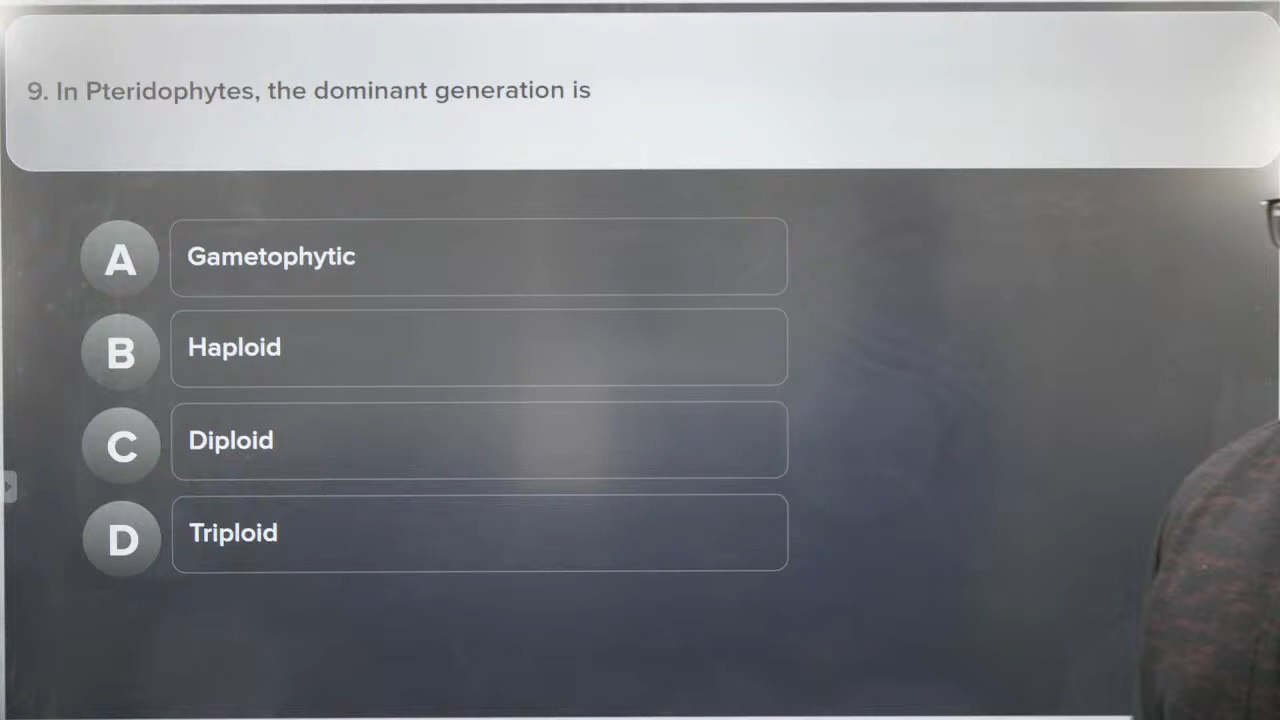 9. In Pteridophytes, the dominant generation is
A Gametophytic
B Haploid
C Diploid
D Triploid